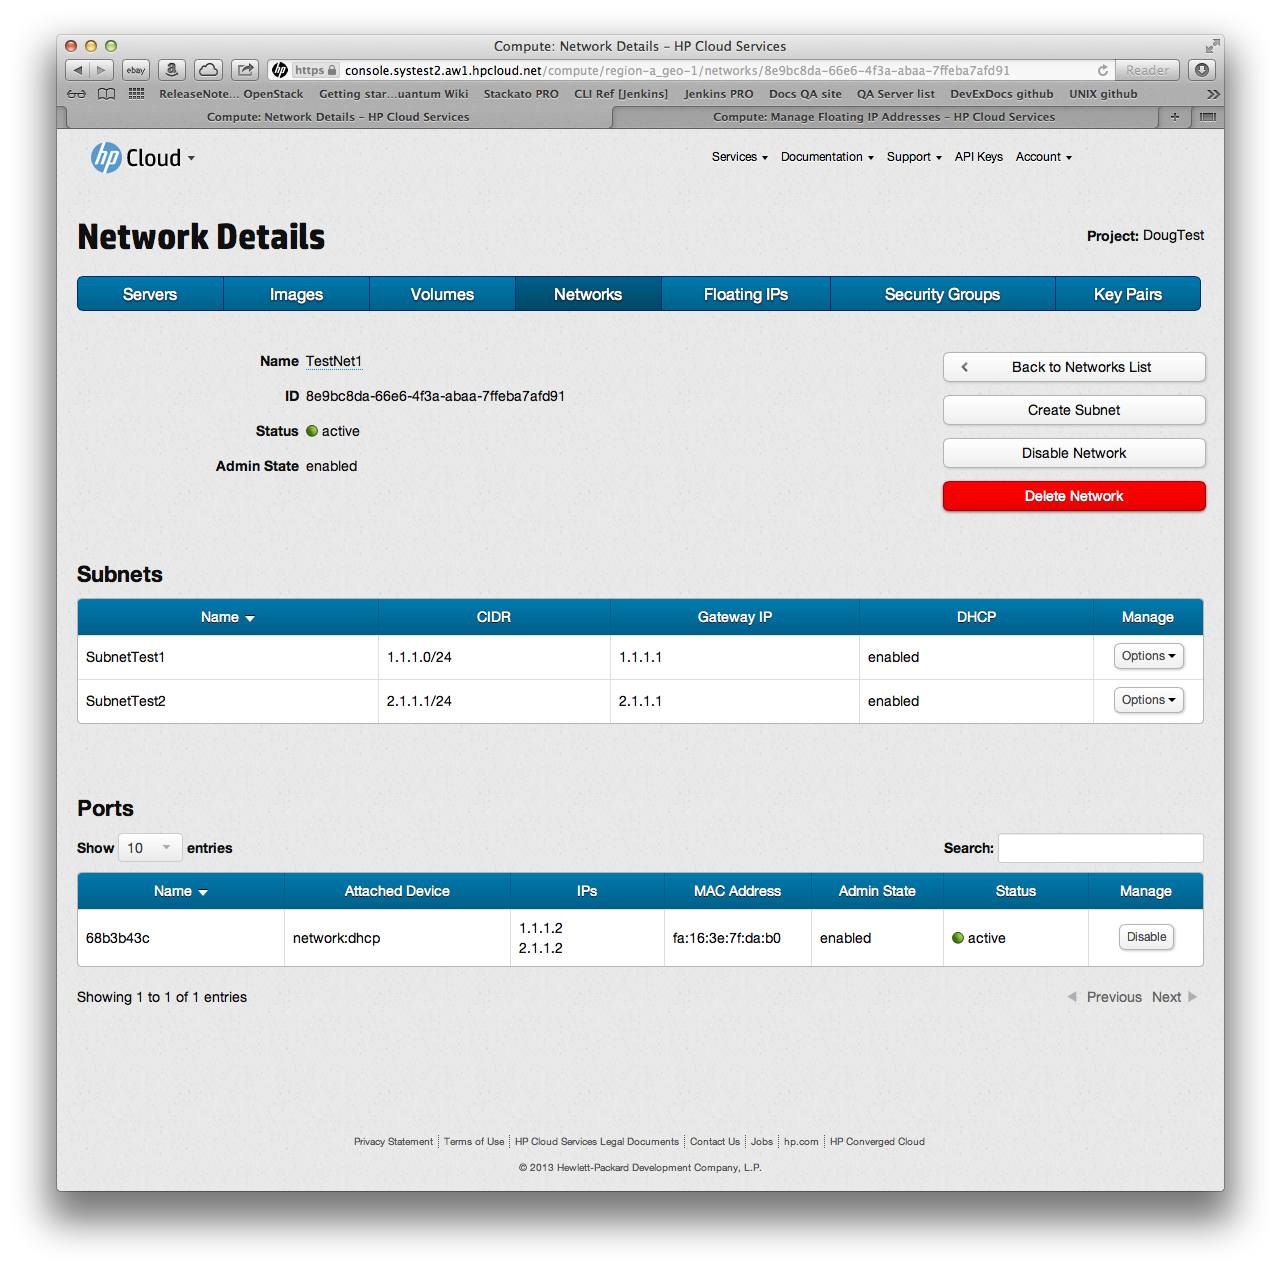 Compute: Network Details – HP Cloud Services
ebay a hp https console.systest2.aw1.hpcloud.net/compute/region-a_geo-1/networks/8e9bc8da-66e6-4f3a-abaa-7ffeba7afd91 Reader
ReleaseNote... OpenStack Getting star...uantum Wiki Stackato PRO CLI Ref [Jenkins] Jenkins PRO Docs QA site QA Server list DevExDocs github UNIX github
Compute: Network Details – HP Cloud Services Compute: Manage Floating IP Addresses – HP Cloud Services
hp Cloud Services Documentation Support API Keys Account
Network Details Project: DougTest
Servers Images Volumes Networks Floating IPs Security Groups Key Pairs
Name TestNet1
Back to Networks List
ID 8e9bc8da-66e6-4f3a-abaa-7ffeba7afd91
Create Subnet
Status active
Disable Network
Admin State enabled
Delete Network
Subnets
Name CIDR Gateway IP DHCP Manage
SubnetTest1 1.1.1.0/24 1.1.1.1 enabled Options
SubnetTest2 2.1.1.1/24 2.1.1.1 enabled Options
Ports
Show 10 entries Search:
Name Attached Device IPs MAC Address Admin State Status Manage
68b3b43c network:dhcp 1.1.1.2 fa:16:3e:7f:da:b0 enabled active Disable
2.1.1.2
Showing 1 to 1 of 1 entries Previous Next
Privacy Statement Terms of Use HP Cloud Services Legal Documents Contact Us Jobs hp.com HP Converged Cloud
© 2013 Hewlett-Packard Development Company, L.P.